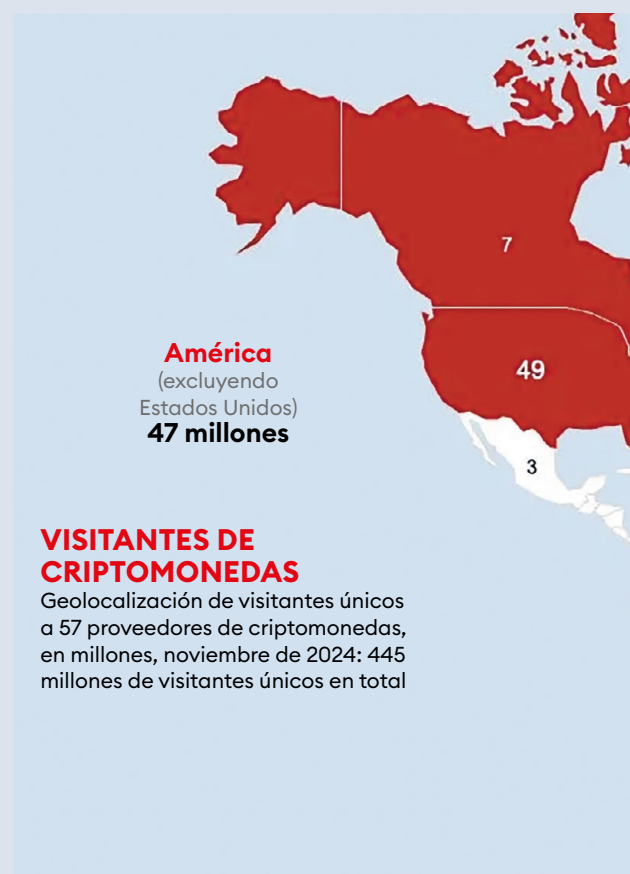 7
49
América
(excluyendo
Estados Unidos)
47 millones
3
VISITANTES DE
CRIPTOMONEDAS
Geolocalización de visitantes únicos
a 57 proveedores de criptomonedas,
en millones, noviembre de 2024: 445
millones de visitantes únicos en total